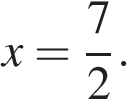 x = 7/2.